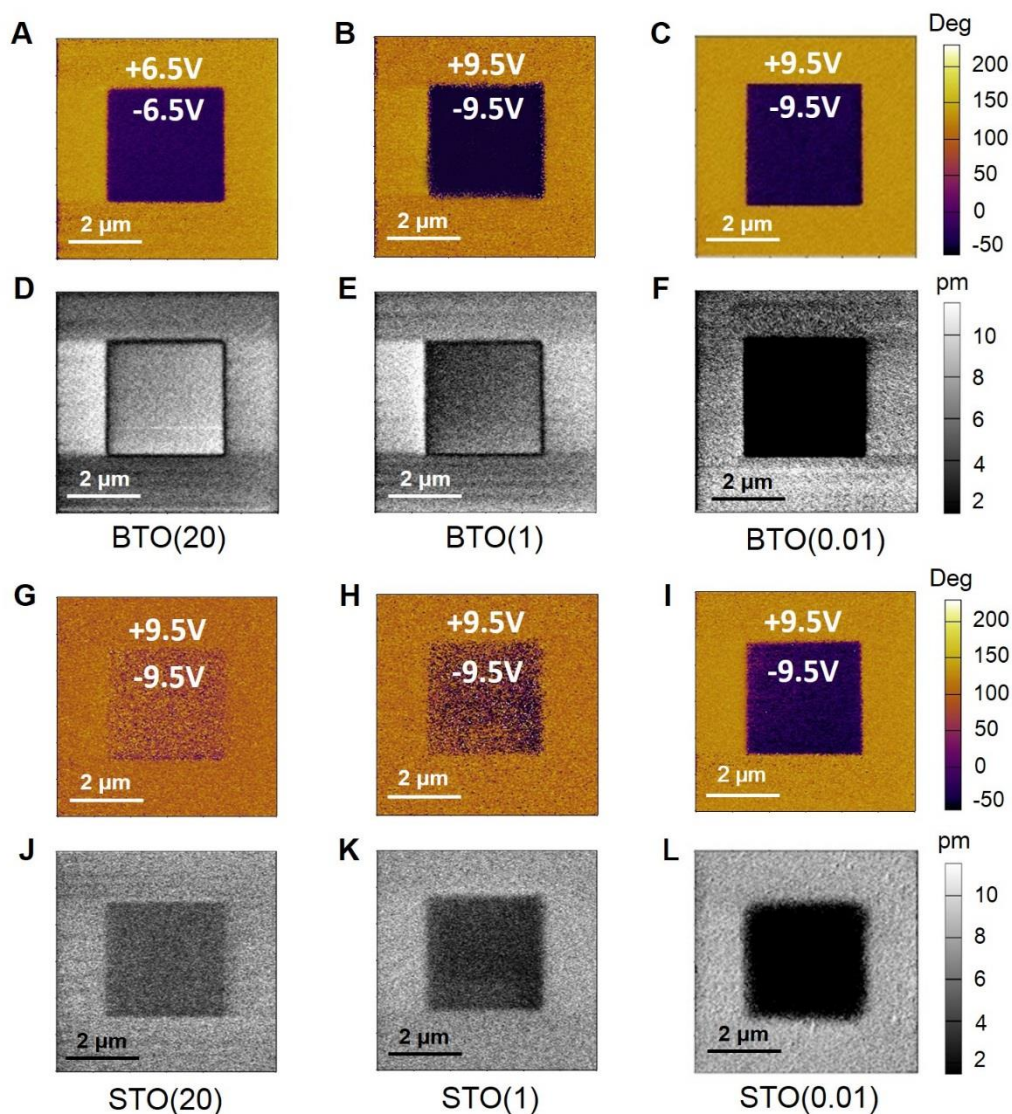 A
B
C
Deg
+6.5V
-6.5V
+9.5V
-9.5V
+9.5V
-9.5V
200
150
100
50
0
-50
2 µm
2 µm
2 µm
D
E
F
pm
10
8
6
4
2
2 µm
2 µm
2 µm
BTO(20)
BTO(1)
BTO(0.01)
G
H
I
Deg
+9.5V
-9.5V
+9.5V
-9.5V
+9.5V
-9.5V
200
150
100
50
0
-50
2 µm
2 µm
2 µm
J
K
L
pm
10
8
6
4
2
2 µm
2 µm
2 µm
STO(20)
STO(1)
STO(0.01)